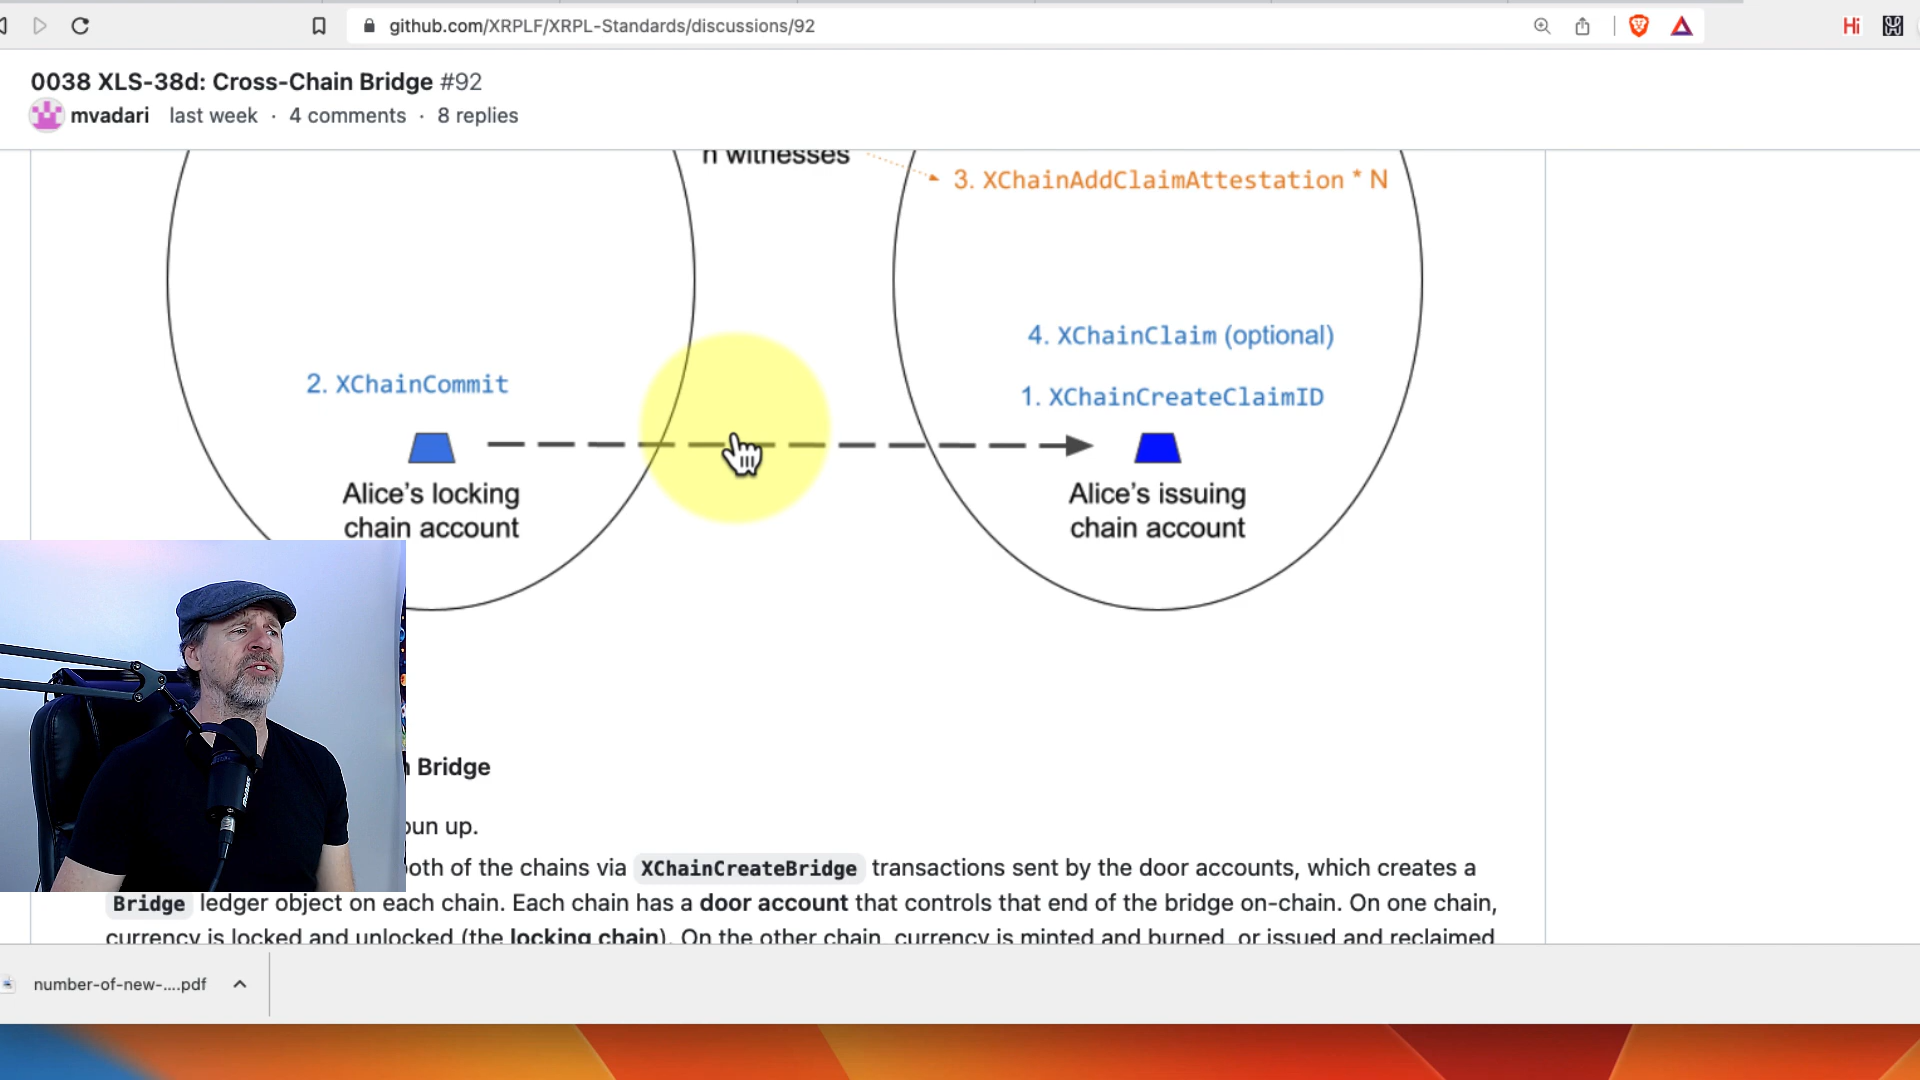 github.com/XRPLF/XRPL-Standards/discussions/92
Hi
0038 XLS-38d: Cross-Chain Bridge #92
mvadari last week · 4 comments · 8 replies
n witnesses
3. XChainAddClaimAttestation * N
4. XChainClaim (optional)
2. XChainCommit
1. XChainCreateClaimID
Alice's locking
chain account
Alice's issuing
chain account
Bridge
up.
both of the chains via XChainCreateBridge transactions sent by the door accounts, which creates a
Bridge ledger object on each chain. Each chain has a door account that controls that end of the bridge on-chain. On one chain,
currency is locked and unlocked (the locking chain). On the other chain, currency is minted and burned, or issued and reclaimed
number-of-new-....pdf